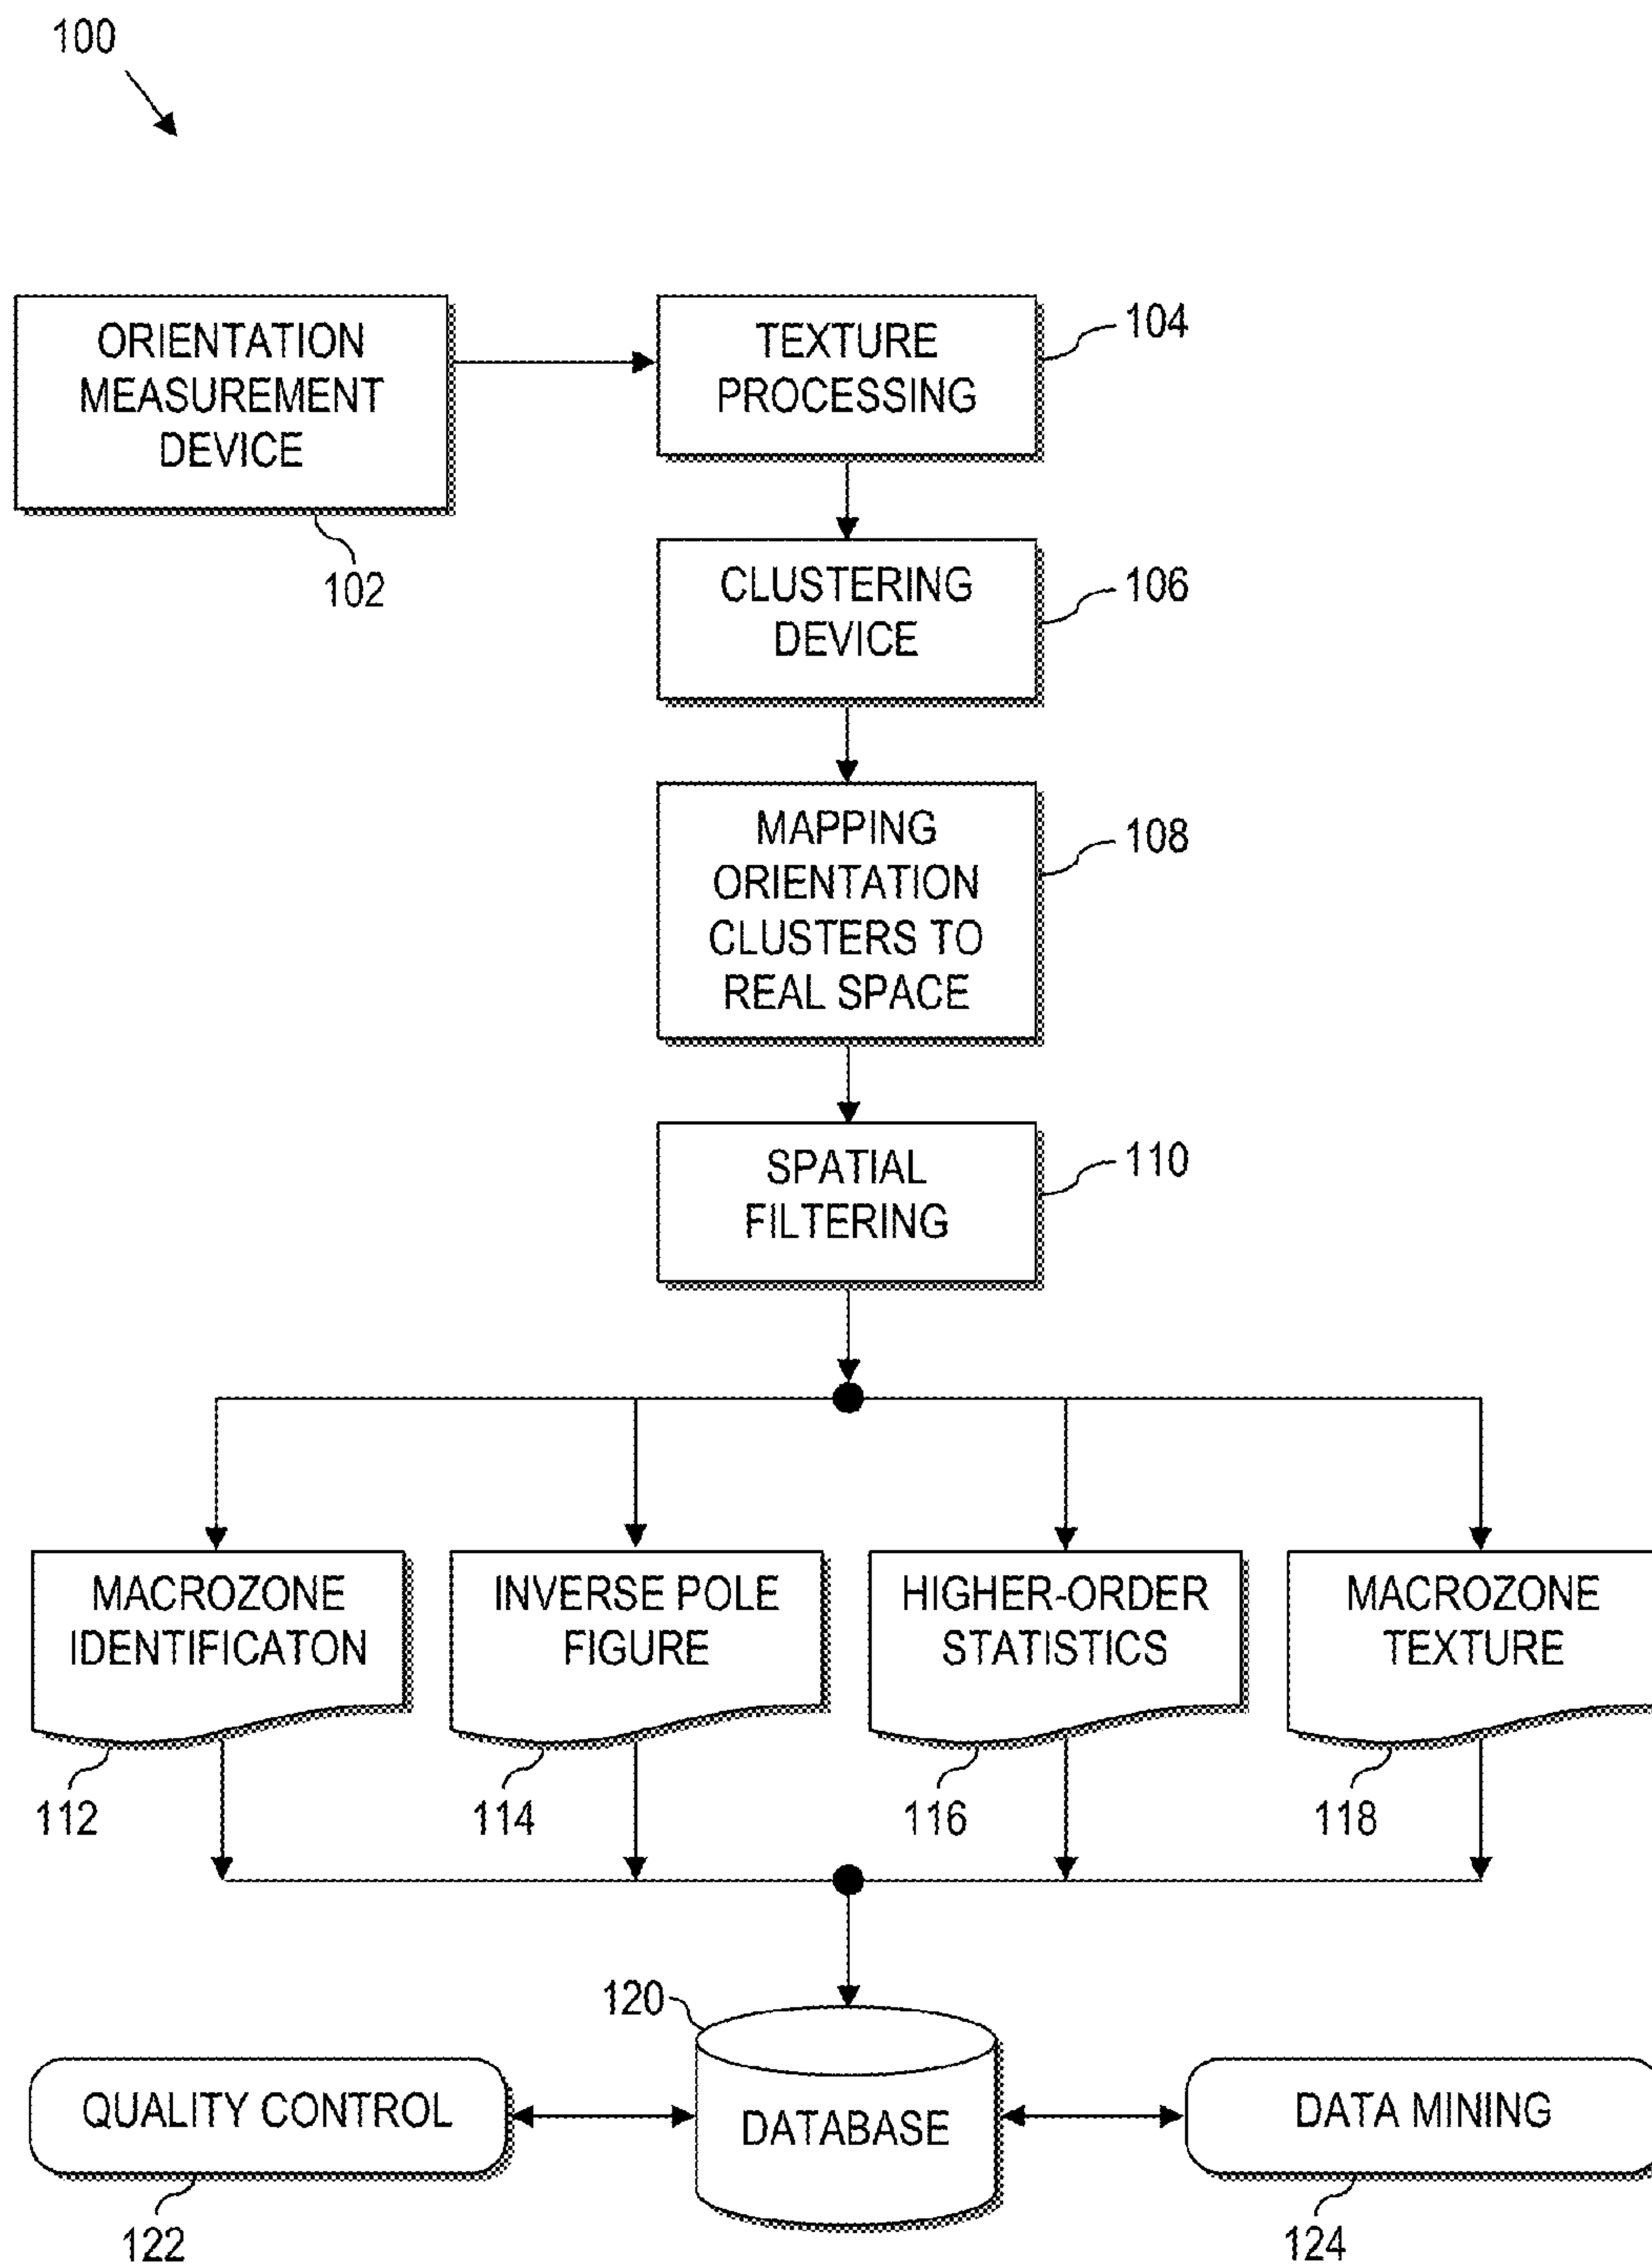 100
ORIENTATION
MEASUREMENT
DEVICE
102
TEXTURE
PROCESSING
104
CLUSTERING
DEVICE
106
MAPPING
ORIENTATION
CLUSTERS TO
REAL SPACE
108
SPATIAL
FILTERING
110
MACROZONE
IDENTIFICATON
112
INVERSE POLE
FIGURE
114
HIGHER-ORDER
STATISTICS
116
MACROZONE
TEXTURE
118
120
DATABASE
QUALITY CONTROL
122
DATA MINING
124